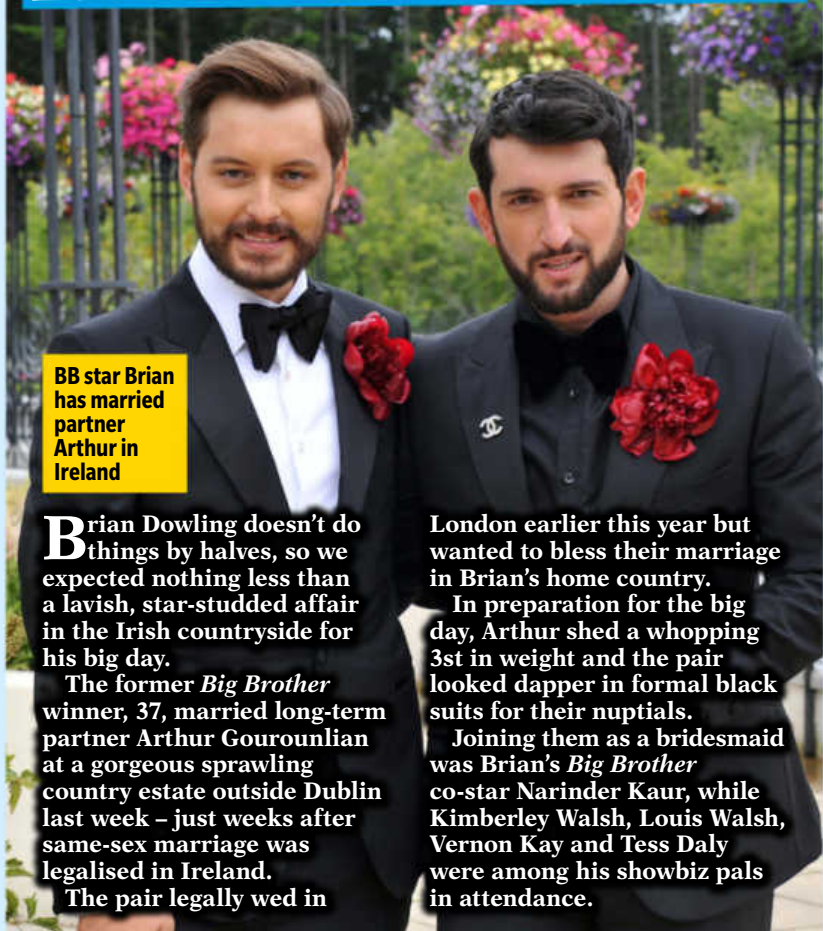 BB star Brian
has married
partner
Arthur in
Ireland
Brian Dowling doesn’t do
things by halves, so we
expected nothing less than
a lavish, star-studded affair
in the Irish countryside for
his big day.
The former Big Brother
winner, 37, married long-term
partner Arthur Gourounlian
at a gorgeous sprawling
country estate outside Dublin
last week – just weeks after
same-sex marriage was
legalised in Ireland.
The pair legally wed in
London earlier this year but
wanted to bless their marriage
in Brian’s home country.
In preparation for the big
day, Arthur shed a whopping
3st in weight and the pair
looked dapper in formal black
suits for their nuptials.
Joining them as a bridesmaid
was Brian’s Big Brother
co-star Narinder Kaur, while
Kimberley Walsh, Louis Walsh,
Vernon Kay and Tess Daly
were among his showbiz pals
in attendance.